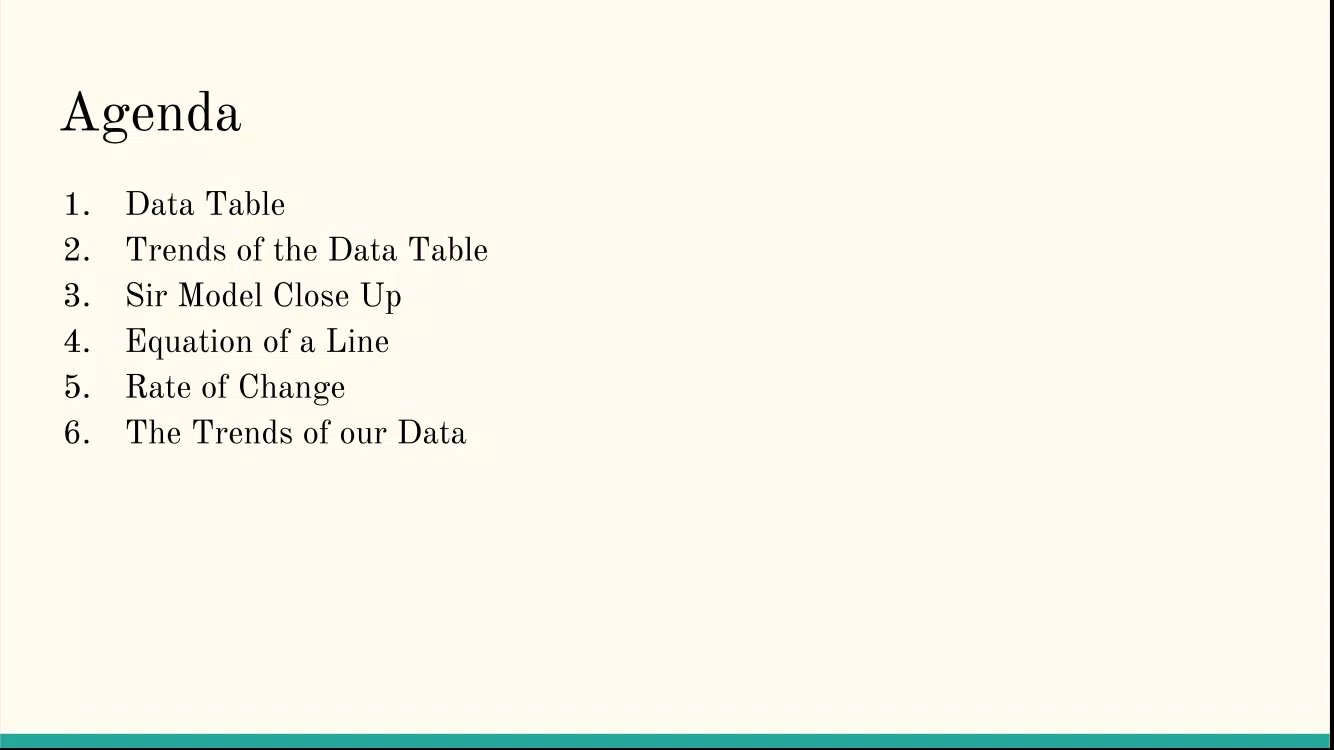 Agenda
1. Data Table
2. Trends of the Data Table
3. Sir Model Close Up
4. Equation of a Line
5. Rate of Change
6. The Trends of our Data